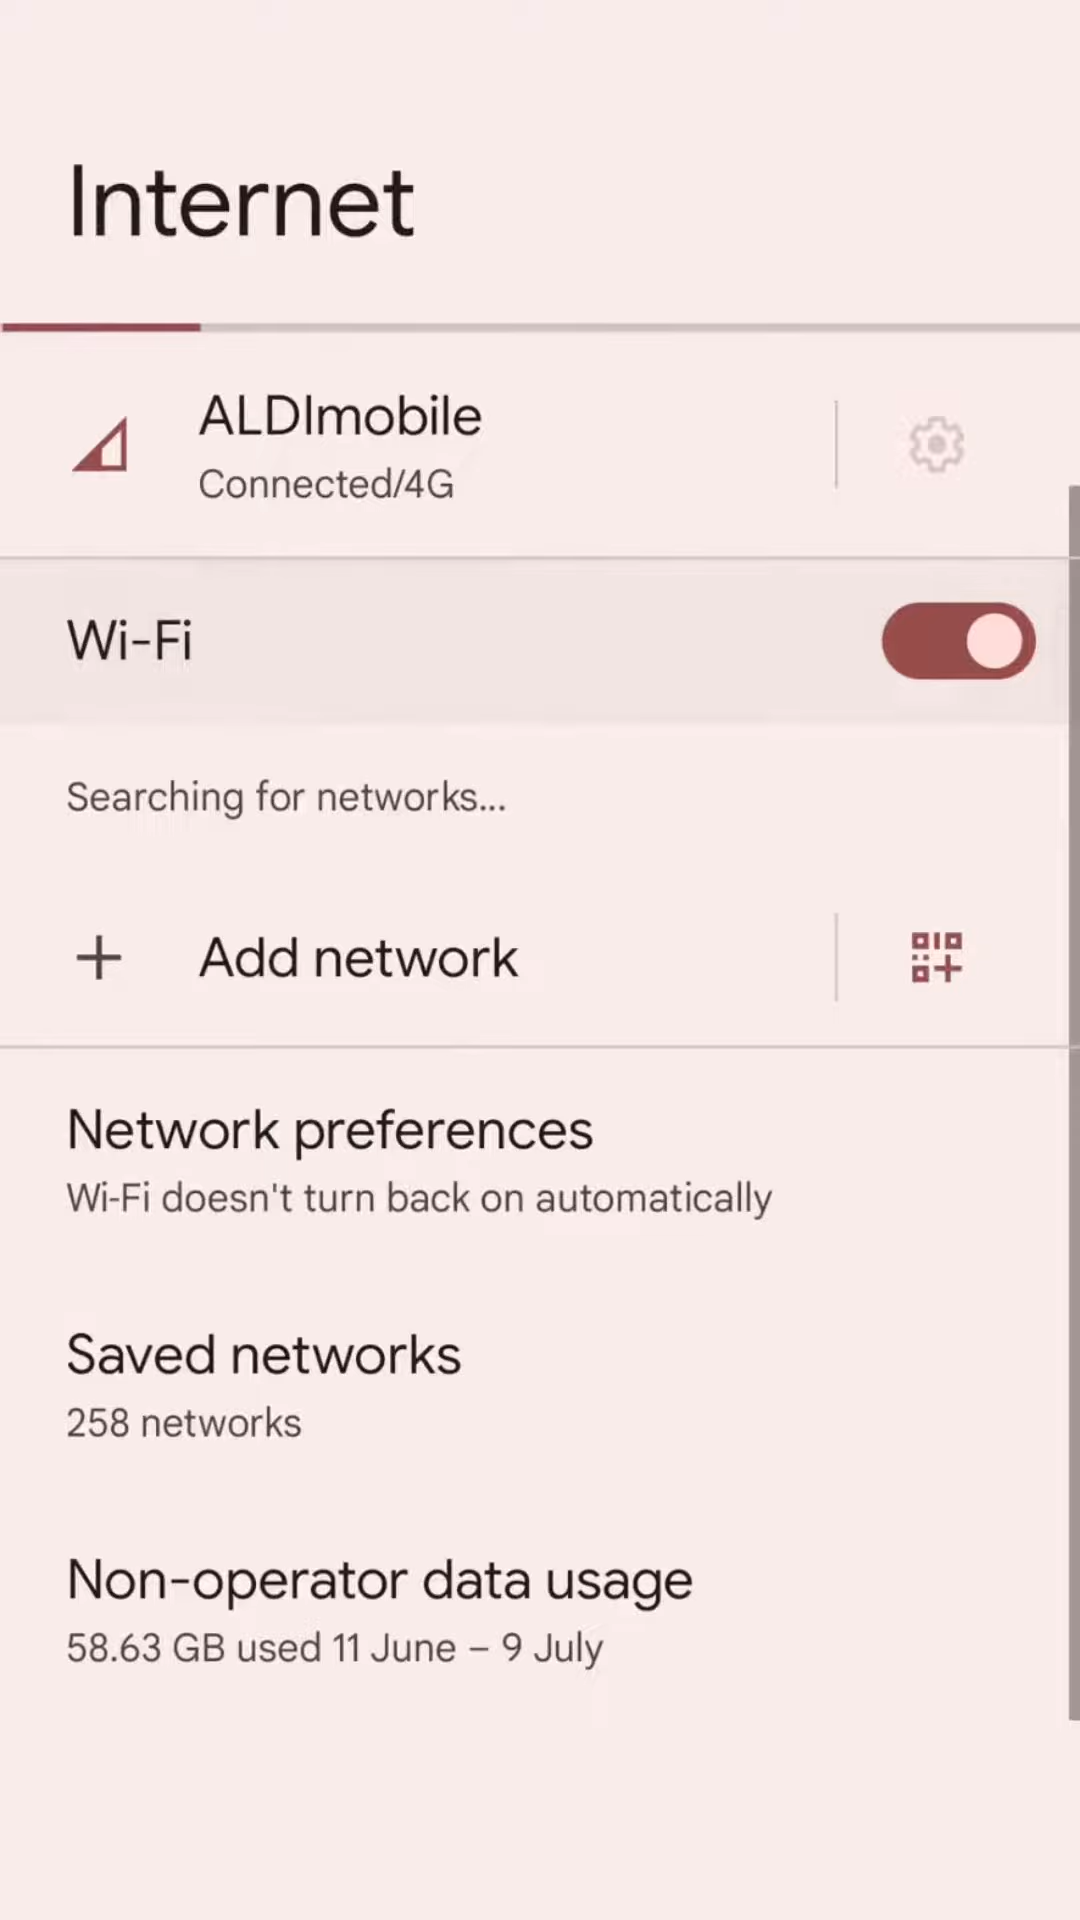 Internet
ALDImobile
Connected/4G
Wi-Fi
Searching for networks...
Add network
Network preferences
Wi-Fi doesn't turn back on automatically
Saved networks
258 networks
Non-operator data usage
58.63 GB used 11 June – 9 July